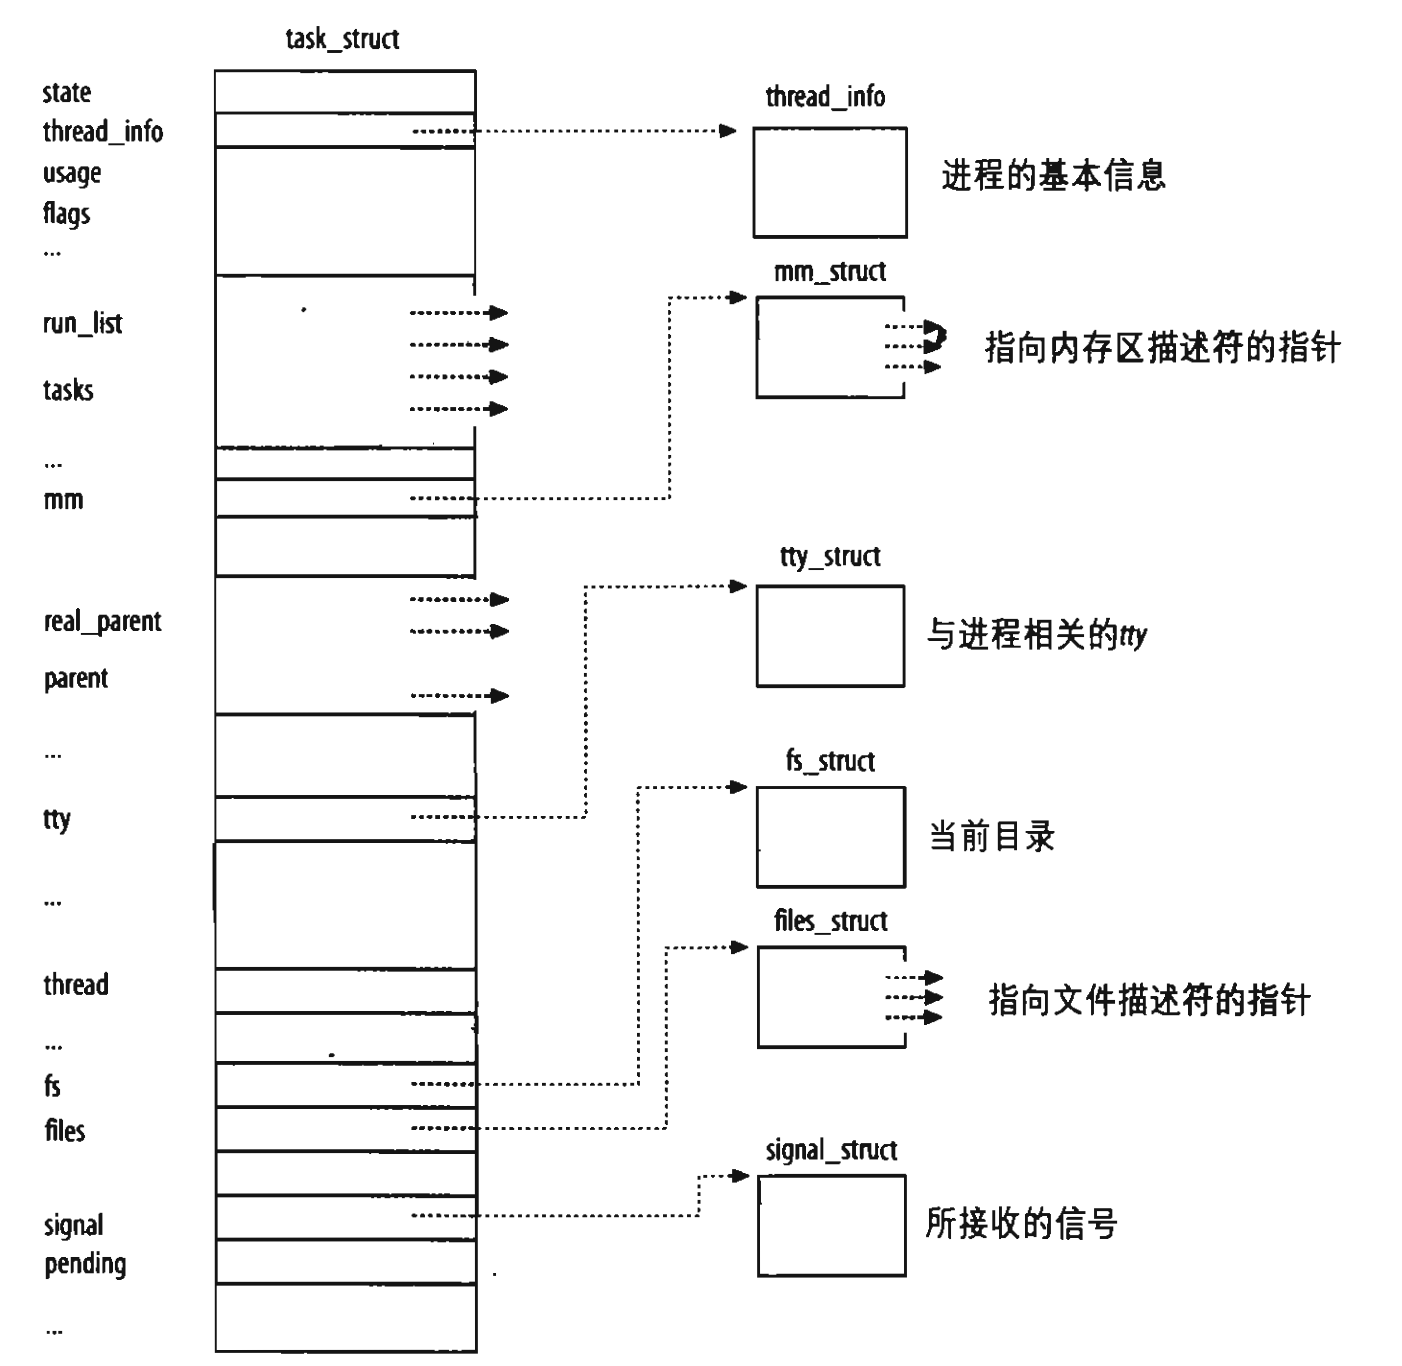 task_struct
state
thread_info
usage
flags
...
run_list
tasks
...
mm
real_parent
parent
...
tty
...
thread
...
fs
files
signal
pending
...
thread_info
进程的基本信息
mm_struct
指向内存区描述符的指针
tty_struct
与进程相关的tty
fs_struct
当前目录
files_struct
指向文件描述符的指针
signal_struct
所接收的信号